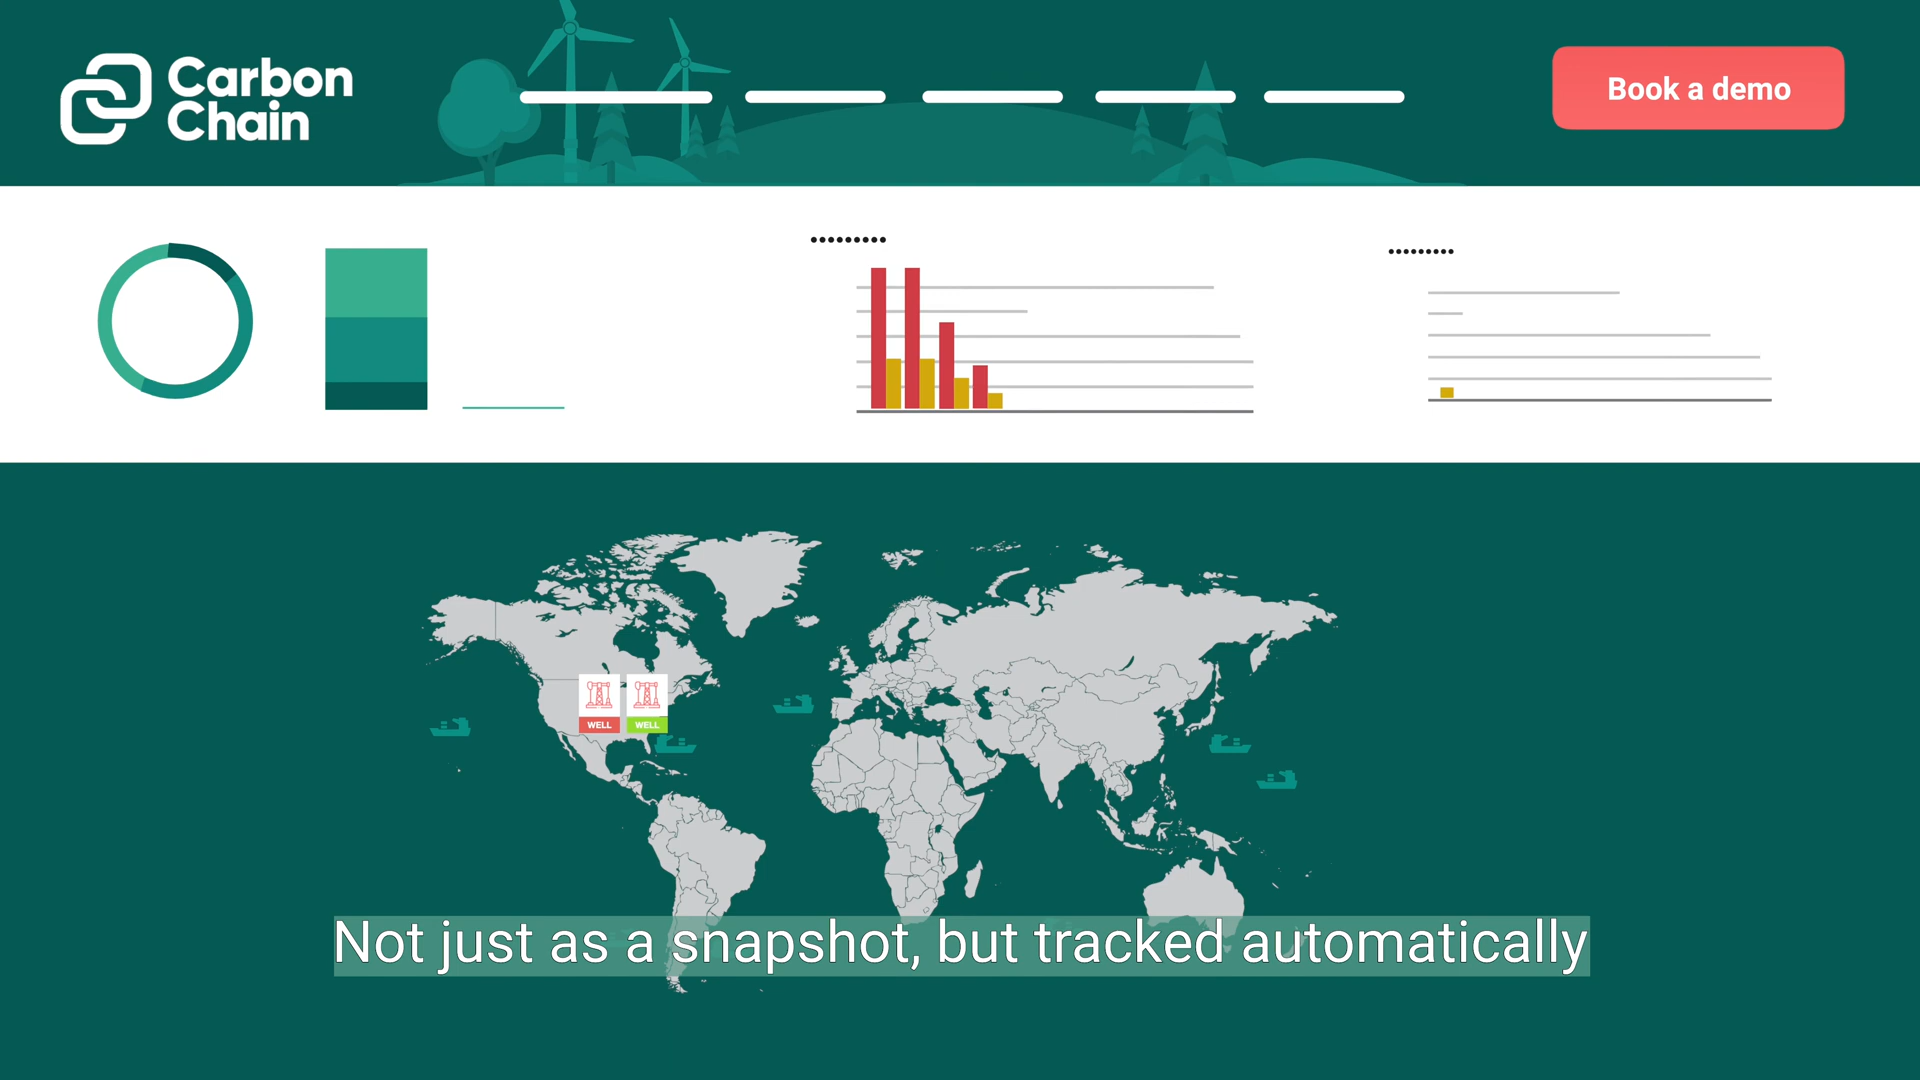 Carbon
Chain
Book a demo
WELL
WELL
Not just as a snapshot, but tracked automatically